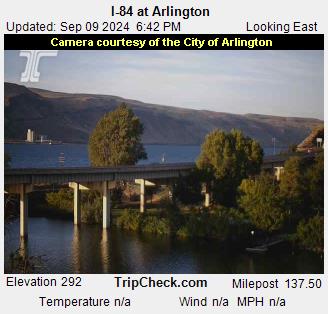 I-84 at Arlington
Updated: Sep 09 2024 6:42 PM Looking East
Camera courtesy of the City of Arlington
Elevation 292 TripCheck.com Milepost 137.50
Temperature n/a Wind n/a MPH n/a